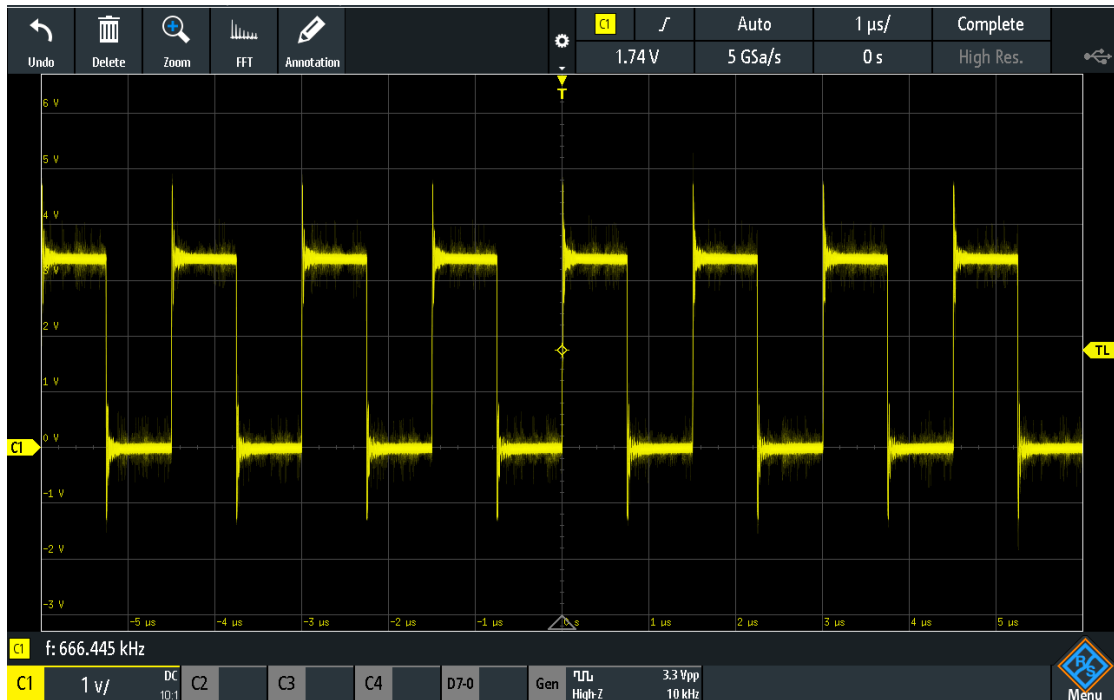 C1 Auto 1 µs/ Complete
Undo Delete Zoom FFT Annotation 1.74 V 5 GSa/s 0 s High Res.
T
6 V
5 V
4 V
3 V
2 V
TL
1 V
C1 0 V
-1 V
-2 V
-3 V
-5 µs -4 µs -3 µs -2 µs -1 µs 0 s 1 µs 2 µs 3 µs 4 µs 5 µs
C1 f: 666.445 kHz
C1 1 V/ DC 10:1 C2 C3 C4 D7-0 Gen High-Z 3.3 Vpp 10 kHz R&S Menu